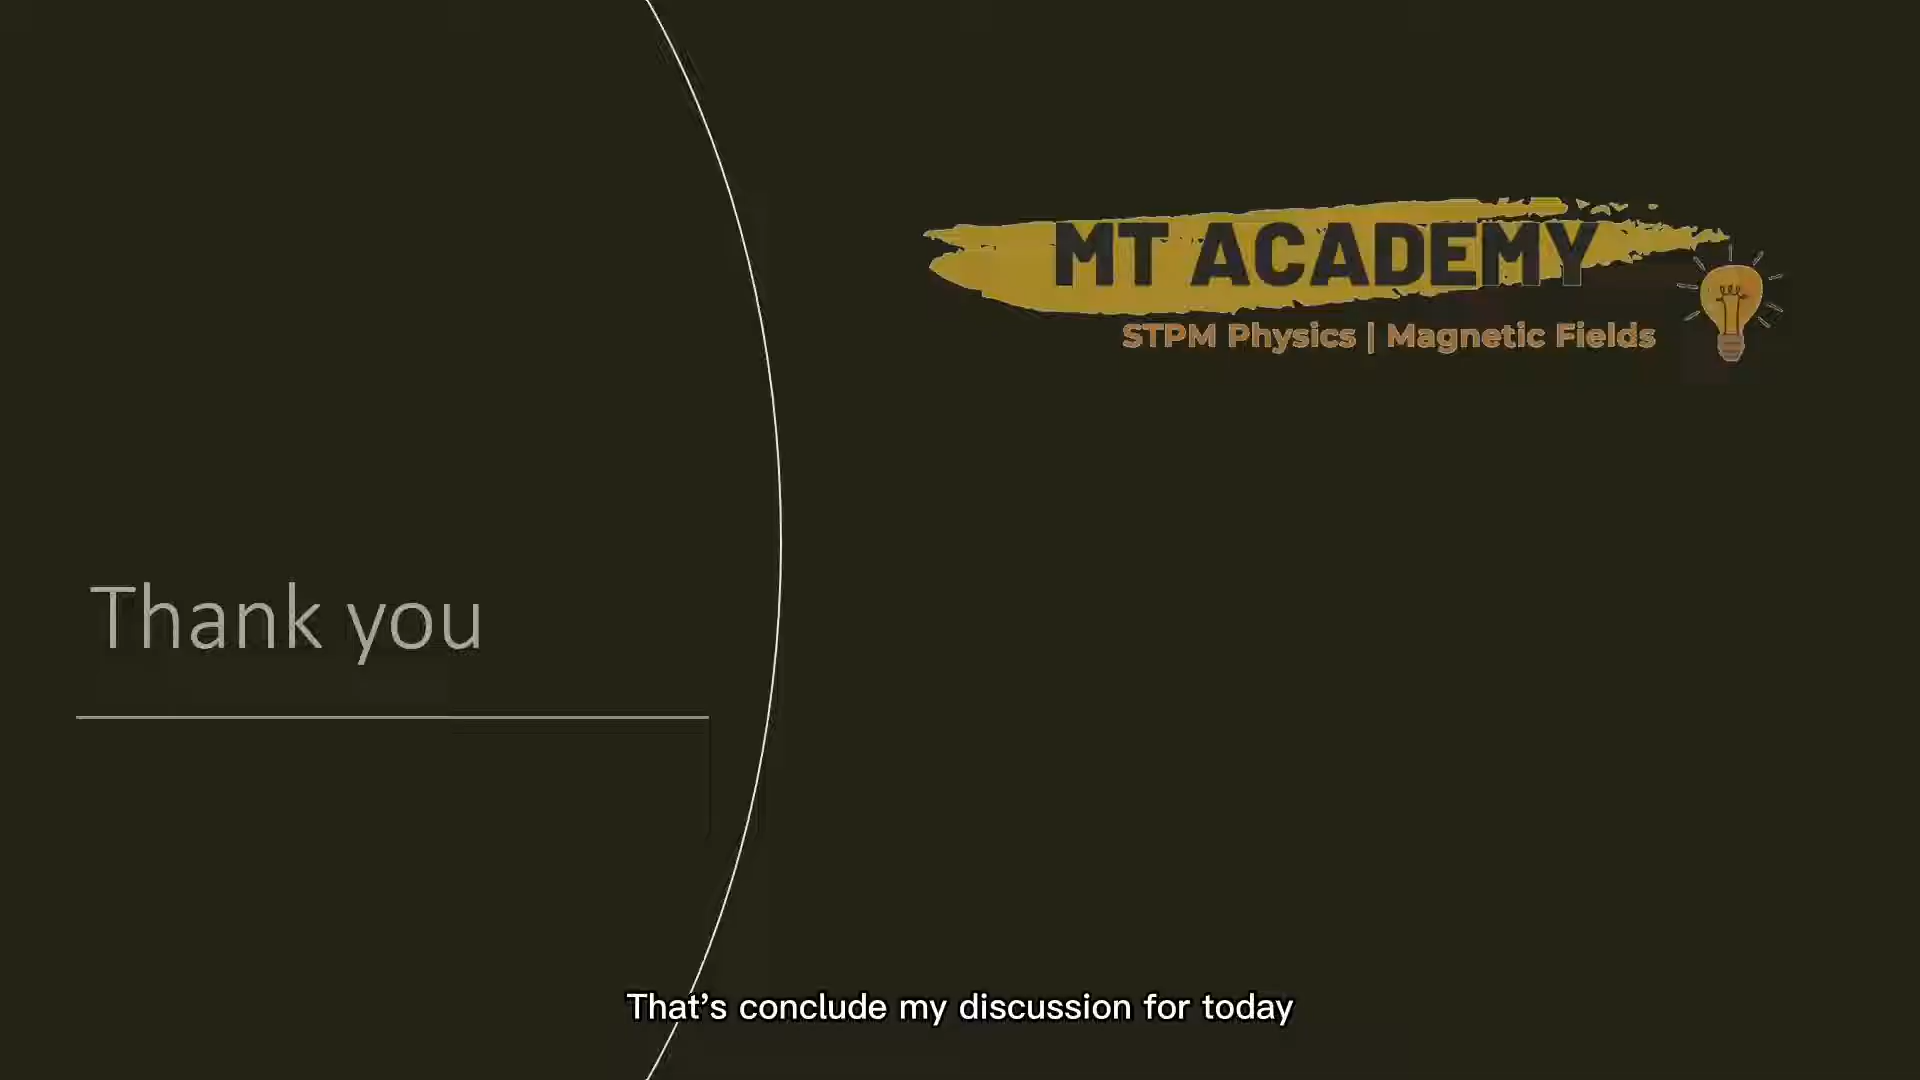 MT ACADEMY
STPM Physics | Magnetic Fields
Thank you
That's conclude my discussion for today